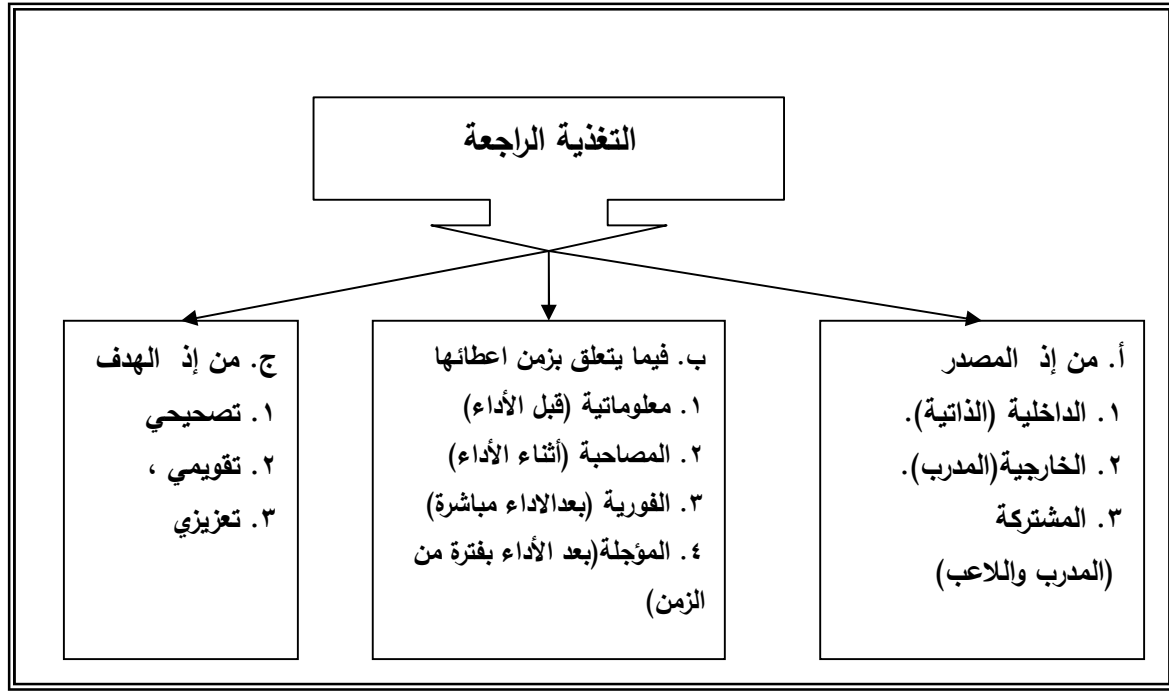 التغذية الراجعة
أ. من إذ المصدر
١. الداخلية (الذاتية).
٢. الخارجية(المدرب).
٣. المشتركة
(المدرب واللاعب)
ب. فيما يتعلق بزمن اعطائها
١. معلوماتية (قبل الأداء)
٢. المصاحبة (أثناء الأداء)
٣. الفورية (بعدالاداء مباشرة)
٤. المؤجلة(بعد الأداء بفترة من
الزمن)
ج. من إذ الهدف
١. تصحيحي
٢. تقويمي ،
٣. تعزيزي